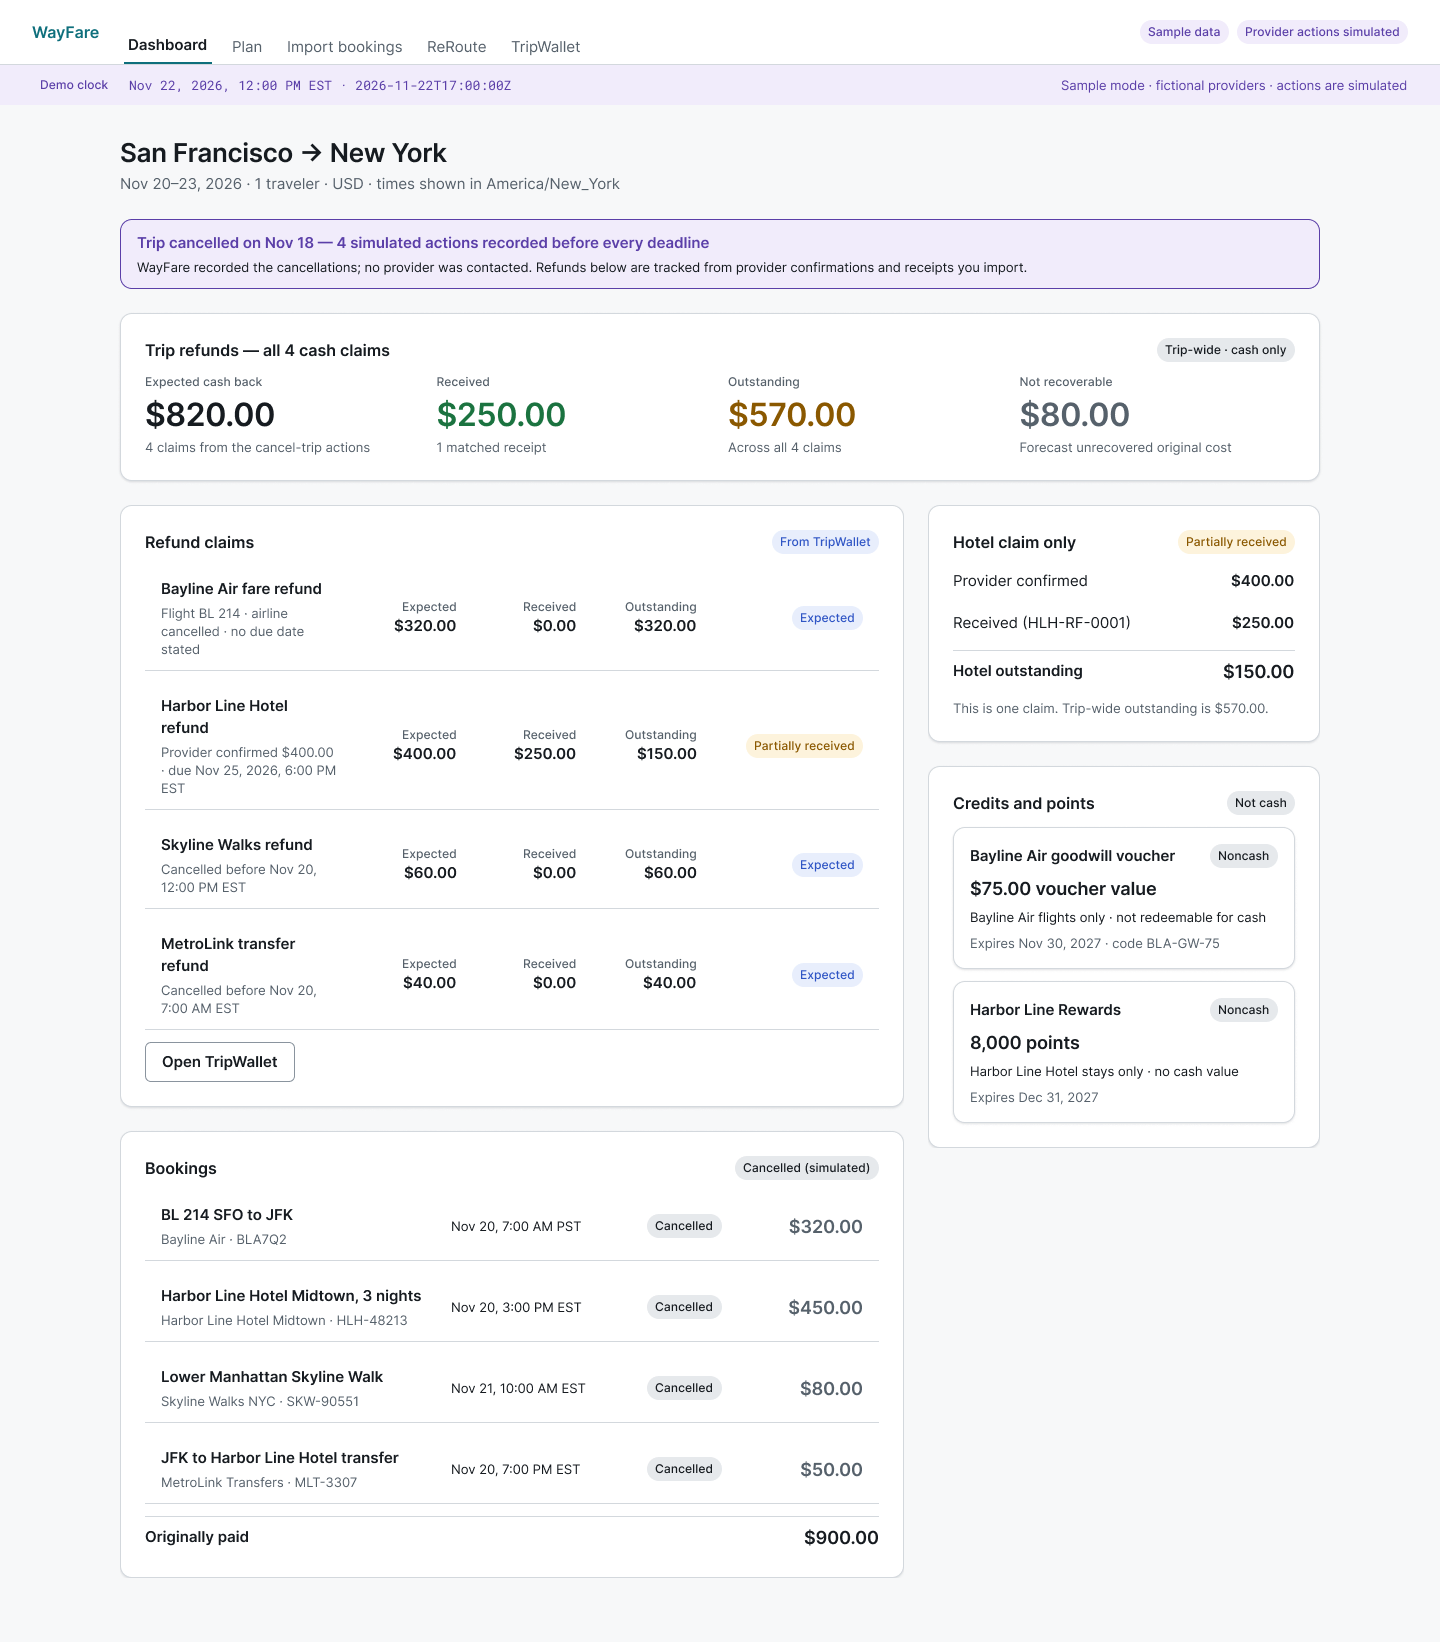 WayFare
Dashboard
Plan
Import bookings
ReRoute
TripWallet
Sample data
Provider actions simulated
Demo clock
Nov 22, 2026, 12:00 PM EST · 2026-11-22T17:00:00Z
Sample mode · fictional providers · actions are simulated
San Francisco → New York
Nov 20–23, 2026 · 1 traveler · USD · times shown in America/New_York
Trip cancelled on Nov 18 — 4 simulated actions recorded before every deadline
WayFare recorded the cancellations; no provider was contacted. Refunds below are tracked from provider confirmations and receipts you import.
Trip refunds — all 4 cash claims
Trip-wide · cash only
Expected cash back
$820.00
4 claims from the cancel-trip actions
Received
$250.00
1 matched receipt
Outstanding
$570.00
Across all 4 claims
Not recoverable
$80.00
Forecast unrecovered original cost
Refund claims
From TripWallet
Bayline Air fare refund
Flight BL 214 · airline
cancelled · no due date
stated
Expected
$320.00
Received
$0.00
Outstanding
$320.00
Expected
Harbor Line Hotel
refund
Provider confirmed $400.00
· due Nov 25, 2026, 6:00 PM
EST
Expected
$400.00
Received
$250.00
Outstanding
$150.00
Partially received
Skyline Walks refund
Cancelled before Nov 20,
12:00 PM EST
Expected
$60.00
Received
$0.00
Outstanding
$60.00
Expected
MetroLink transfer
refund
Cancelled before Nov 20,
7:00 AM EST
Expected
$40.00
Received
$0.00
Outstanding
$40.00
Expected
Open TripWallet
Hotel claim only
Partially received
Provider confirmed
$400.00
Received (HLH-RF-0001)
$250.00
Hotel outstanding
$150.00
This is one claim. Trip-wide outstanding is $570.00.
Credits and points
Not cash
Bayline Air goodwill voucher
Noncash
$75.00 voucher value
Bayline Air flights only · not redeemable for cash
Expires Nov 30, 2027 · code BLA-GW-75
Harbor Line Rewards
Noncash
8,000 points
Harbor Line Hotel stays only · no cash value
Expires Dec 31, 2027
Bookings
Cancelled (simulated)
BL 214 SFO to JFK
Bayline Air · BLA7Q2
Nov 20, 7:00 AM PST
Cancelled
$320.00
Harbor Line Hotel Midtown, 3 nights
Harbor Line Hotel Midtown · HLH-48213
Nov 20, 3:00 PM EST
Cancelled
$450.00
Lower Manhattan Skyline Walk
Skyline Walks NYC · SKW-90551
Nov 21, 10:00 AM EST
Cancelled
$80.00
JFK to Harbor Line Hotel transfer
MetroLink Transfers · MLT-3307
Nov 20, 7:00 PM EST
Cancelled
$50.00
Originally paid
$900.00